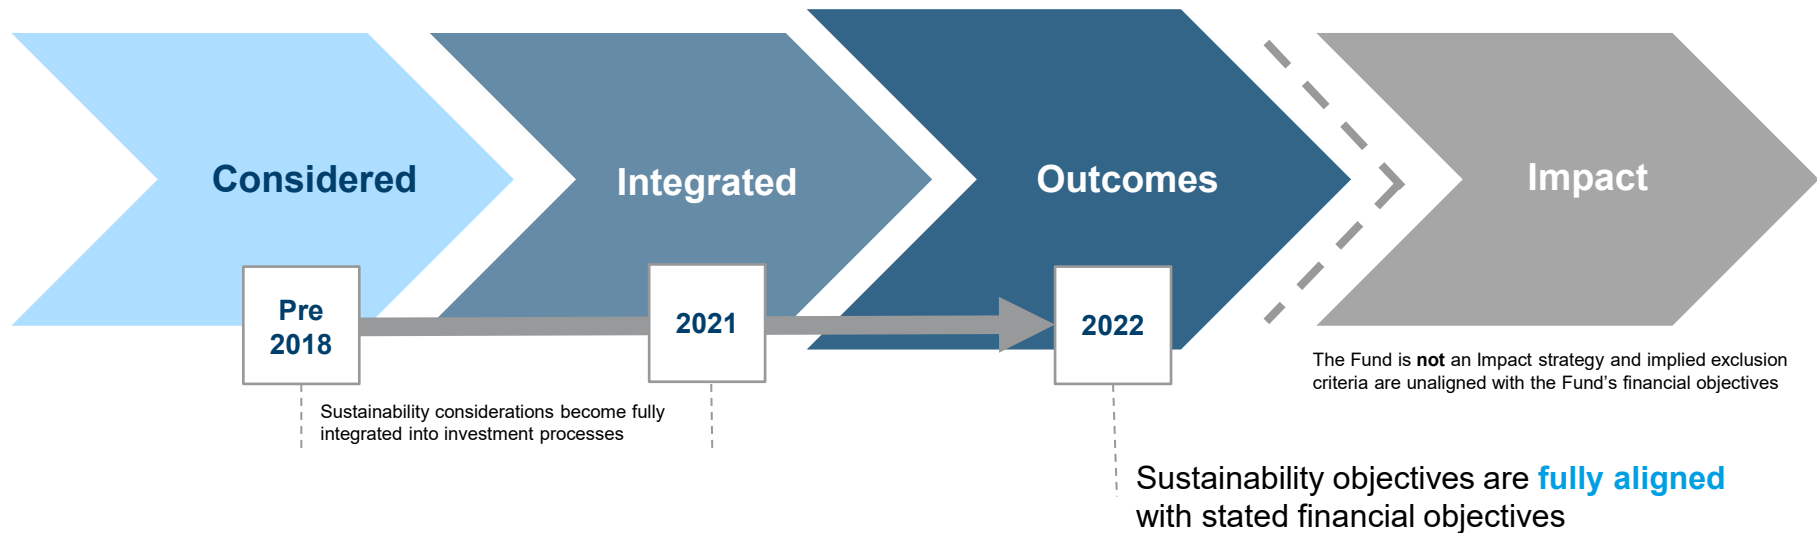 Considered
Integrated
Outcomes
Impact
Pre
2018
2021
2022
Sustainability considerations become fully
integrated into investment processes
The Fund is not an Impact strategy and implied exclusion
criteria are unaligned with the Fund’s financial objectives
Sustainability objectives are fully aligned
with stated financial objectives